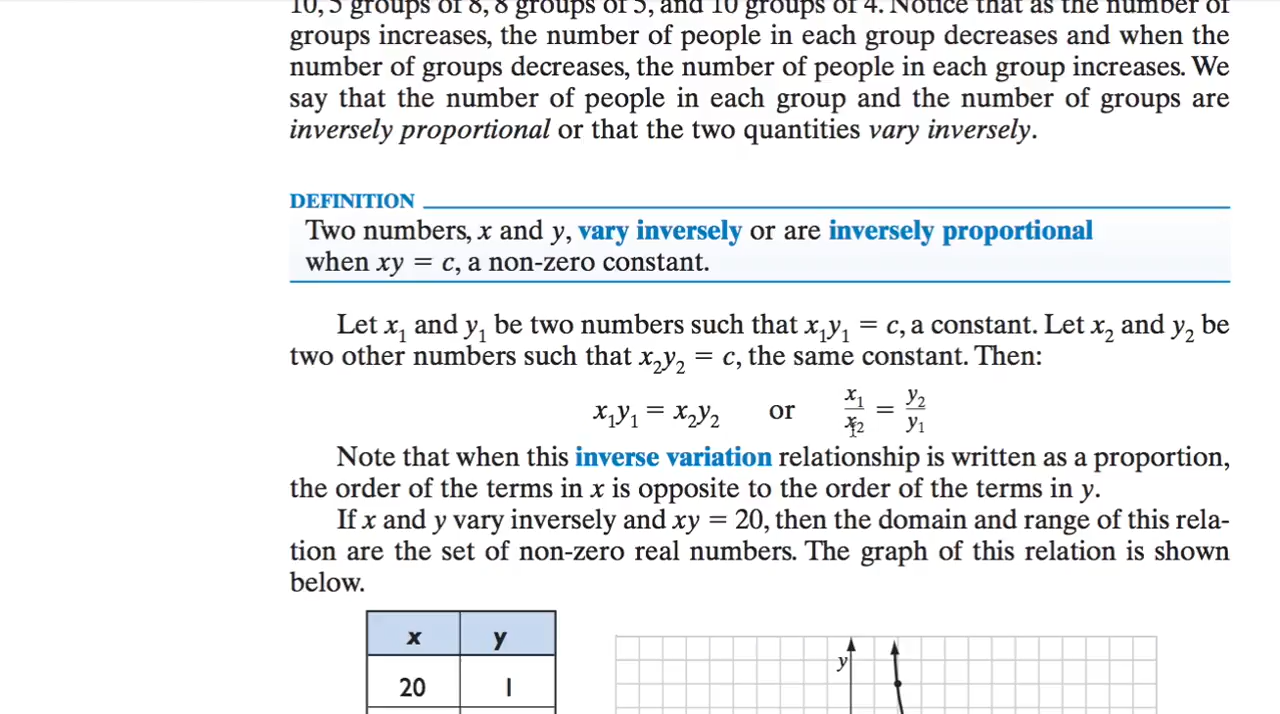 10, 5 groups of 8, 8 groups of 5, and 10 groups of 4. Notice that as the number of
groups increases, the number of people in each group decreases and when the
number of groups decreases, the number of people in each group increases. We
say that the number of people in each group and the number of groups are
inversely proportional or that the two quantities vary inversely.
DEFINITION
Two numbers, x and y, vary inversely or are inversely proportional
when xy = c, a non-zero constant.
Let x₁ and y₁ be two numbers such that x₁y₁ = c, a constant. Let x₂ and y₂ be
two other numbers such that x₂y₂ = c, the same constant. Then:
x₁y₁ = x₂y₂ or x₁/x₂ = y₂/y₁
Note that when this inverse variation relationship is written as a proportion,
the order of the terms in x is opposite to the order of the terms in y.
If x and y vary inversely and xy = 20, then the domain and range of this rela-
tion are the set of non-zero real numbers. The graph of this relation is shown
below.
x y
y
20 1